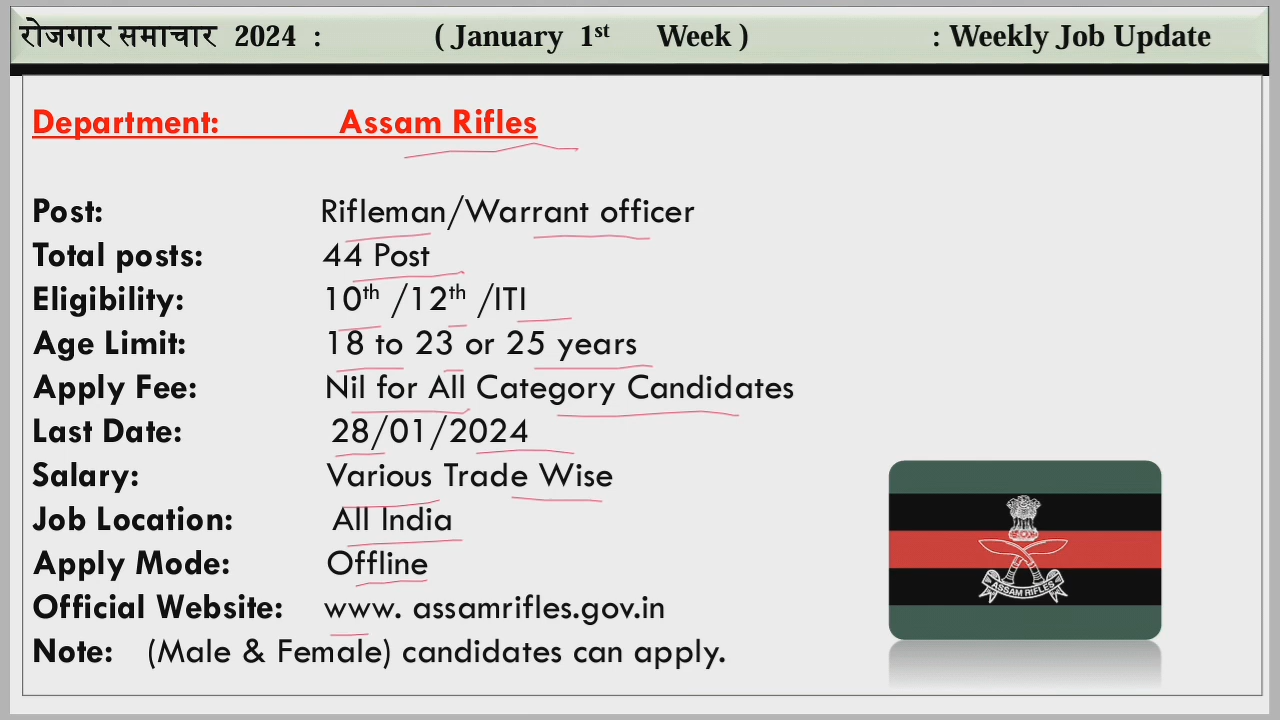 रोजगार समाचार 2024 : ( January 1st Week ) : Weekly Job Update
Department: Assam Rifles
Post: Rifleman/Warrant officer
Total posts: 44 Post
Eligibility: 10th /12th /ITI
Age Limit: 18 to 23 or 25 years
Apply Fee: Nil for All Category Candidates
Last Date: 28/01/2024
Salary: Various Trade Wise
Job Location: All India
Apply Mode: Offline
Official Website: www. assamrifles.gov.in
Note: (Male & Female) candidates can apply.
ASSAM RIFLES